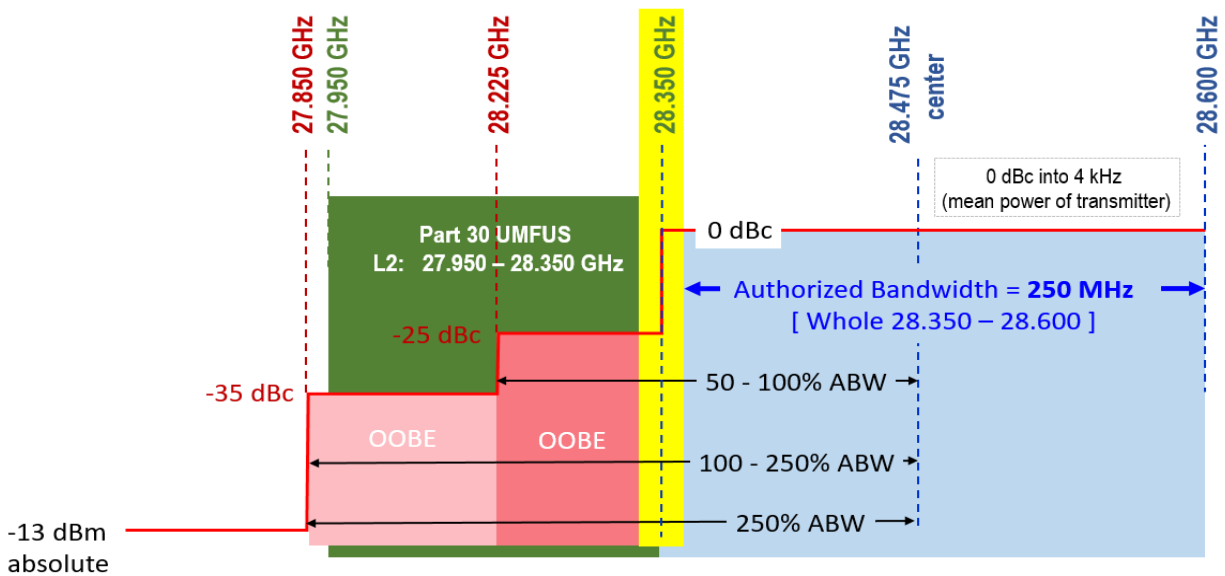 27.850 GHz
27.950 GHz
28.225 GHz
28.350 GHz
28.475 GHz
center
28.600 GHz
0 dBc into 4 kHz
(mean power of transmitter)
Part 30 UMFUS
L2: 27.950 – 28.350 GHz
0 dBc
Authorized Bandwidth = 250 MHz
[ Whole 28.350 – 28.600 ]
-25 dBc
50 - 100% ABW
-35 dBc
OOBE
OOBE
100 - 250% ABW
250% ABW
-13 dBm
absolute